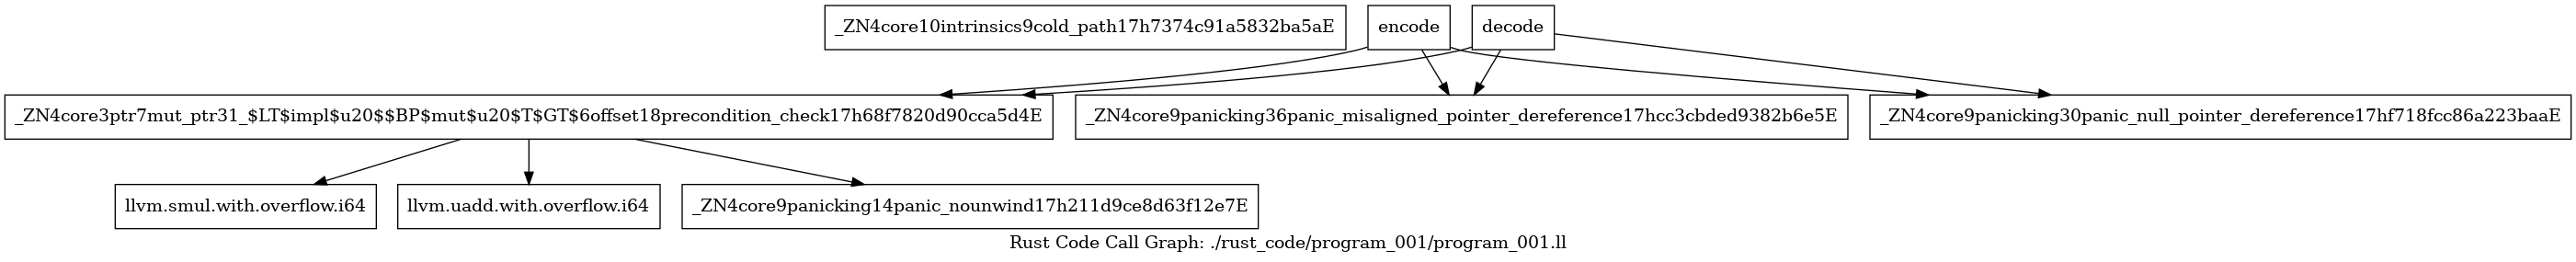 _ZN4core10intrinsics9cold_path17h7374c91a5832ba5aE
encode
decode
_ZN4core3ptr7mut_ptr31_$LT$impl$u20$$BP$mut$u20$T$GT$6offset18precondition_check17h68f7820d90cca5d4E
_ZN4core9panicking36panic_misaligned_pointer_dereference17hcc3cbded9382b6e5E
_ZN4core9panicking30panic_null_pointer_dereference17hf718fcc86a223baaE
llvm.smul.with.overflow.i64
llvm.uadd.with.overflow.i64
_ZN4core9panicking14panic_nounwind17h211d9ce8d63f12e7E
Rust Code Call Graph: ./rust_code/program_001/program_001.ll